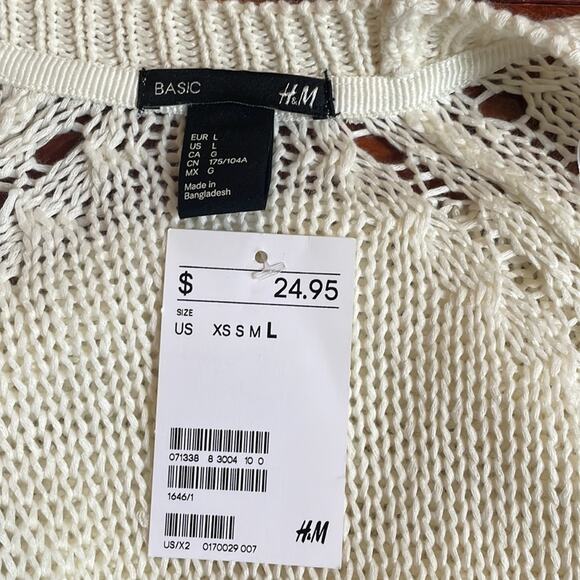 BASIC H&M
EUR L
US L
CA G
CN 175/104A
MX G
Made in
Bangladesh
$ 24.95
SIZE
US XS S M L
071338 8 3004 10 0
1646/1
H&M
US/X2 0170029 007